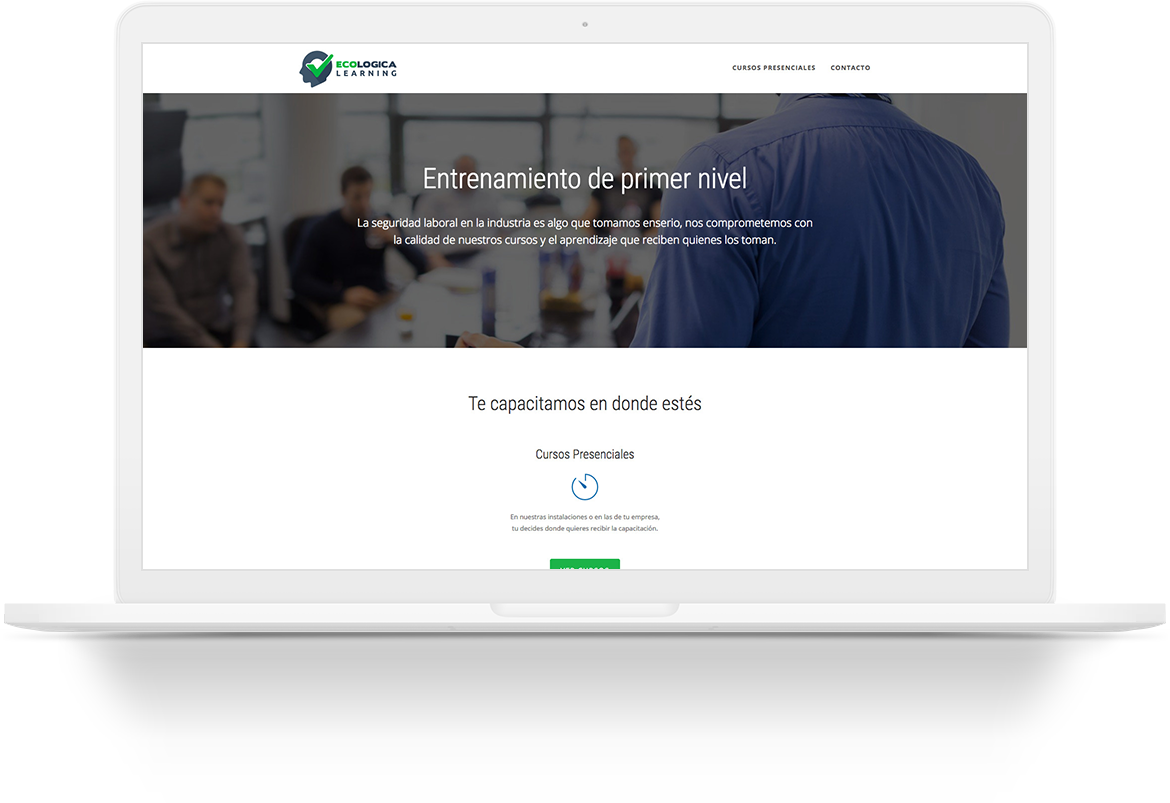 ECOLOGICA
LEARNING
CURSOS PRESENCIALES
CONTACTO
Entrenamiento de primer nivel
La seguridad laboral en la industria es algo que tomamos enserio, nos comprometemos con
la calidad de nuestros cursos y el aprendizaje que reciben quienes los toman.
Te capacitamos en donde estés
Cursos Presenciales
En nuestras instalaciones o en las de tu empresa,
tu decides donde quieres recibir la capacitación.